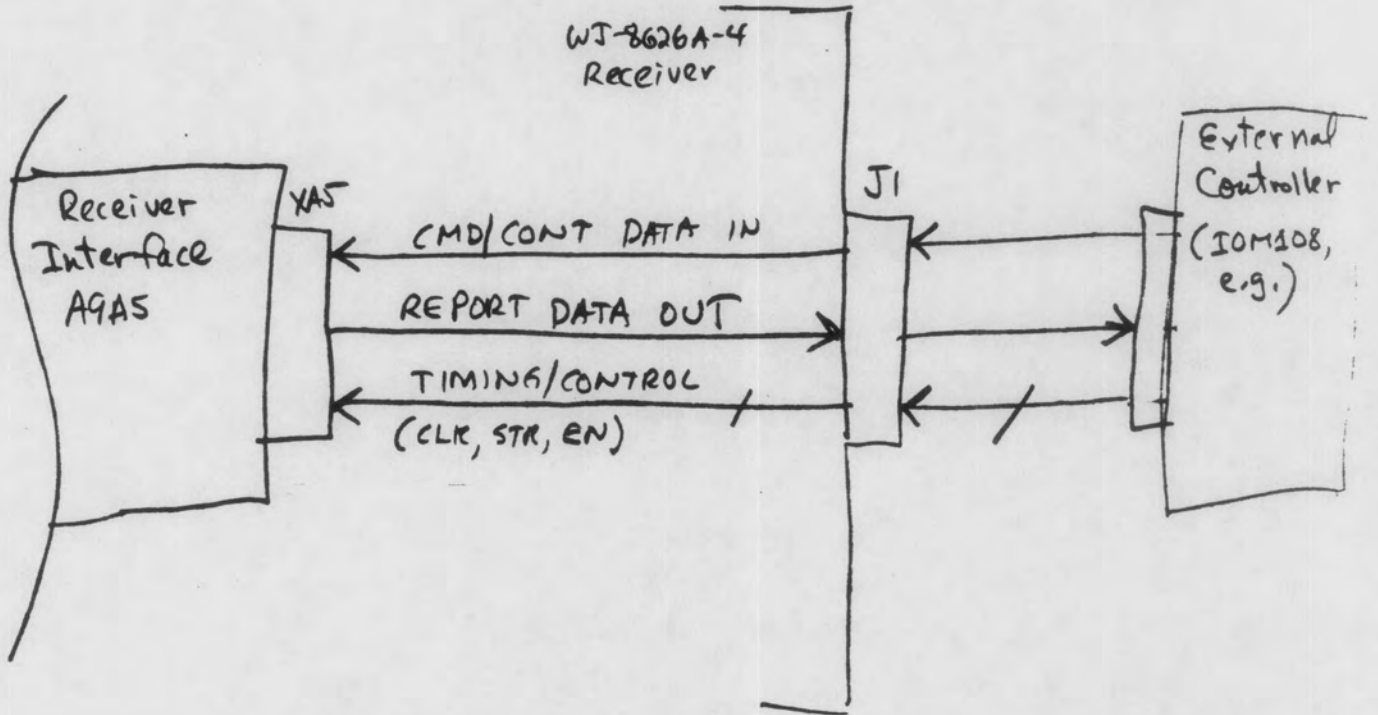 WJ-8626A-4
Receiver
Receiver
Interface
A9A5
XA5
CMD/CONT DATA IN
REPORT DATA OUT
TIMING/CONTROL
(CLK, STR, EN)
J1
External
Controller
(IOM108,
e.g.)